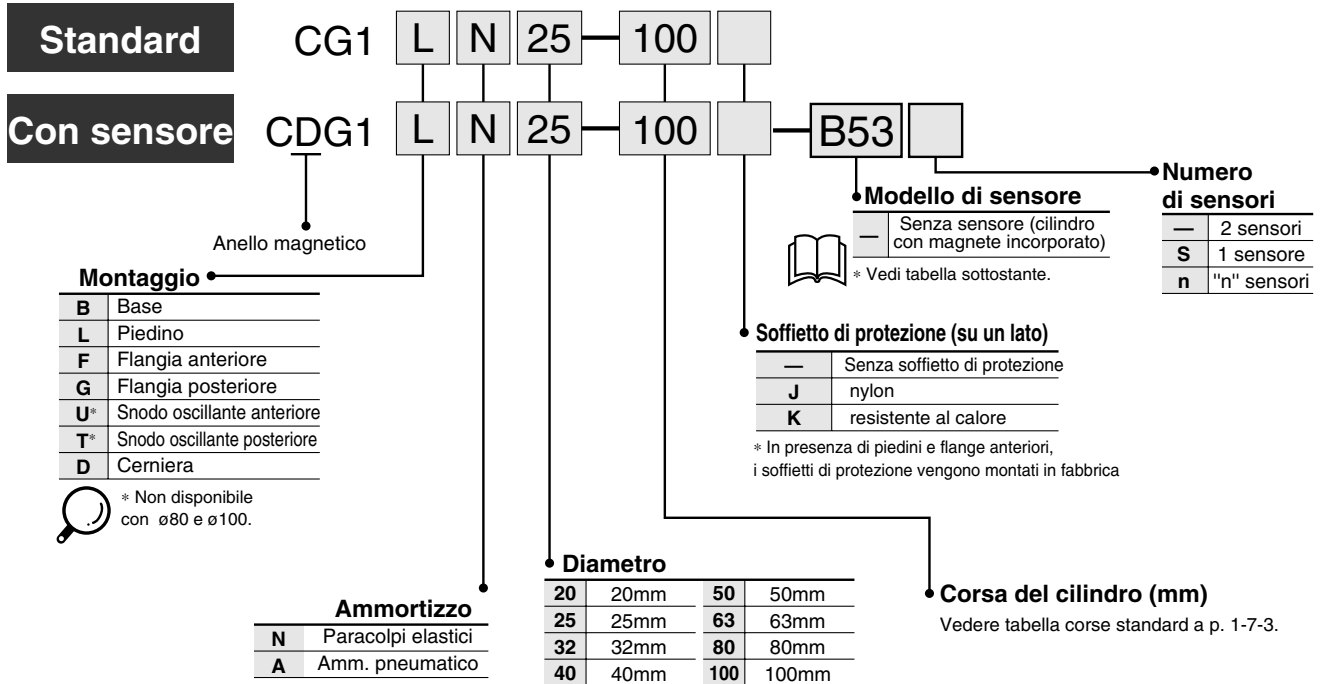 Standard CG1 L N 25 — 100
Con sensore CDG1 L N 25 — 100 — B53
Anello magnetico
Montaggio
B Base
L Piedino
F Flangia anteriore
G Flangia posteriore
U* Snodo oscillante anteriore
T* Snodo oscillante posteriore
D Cerniera
* Non disponibile
con ø80 e ø100.
Ammortizzo
N Paracolpi elastici
A Amm. pneumatico
Diametro
20 20mm 50 50mm
25 25mm 63 63mm
32 32mm 80 80mm
40 40mm 100 100mm
Corsa del cilindro (mm)
Vedere tabella corse standard a p. 1-7-3.
Soffietto di protezione (su un lato)
— Senza soffietto di protezione
J nylon
K resistente al calore
* In presenza di piedini e flange anteriori,
i soffietti di protezione vengono montati in fabbrica
Modello di sensore
— Senza sensore (cilindro
con magnete incorporato)
* Vedi tabella sottostante.
Numero
di sensori
— 2 sensori
S 1 sensore
n "n" sensori